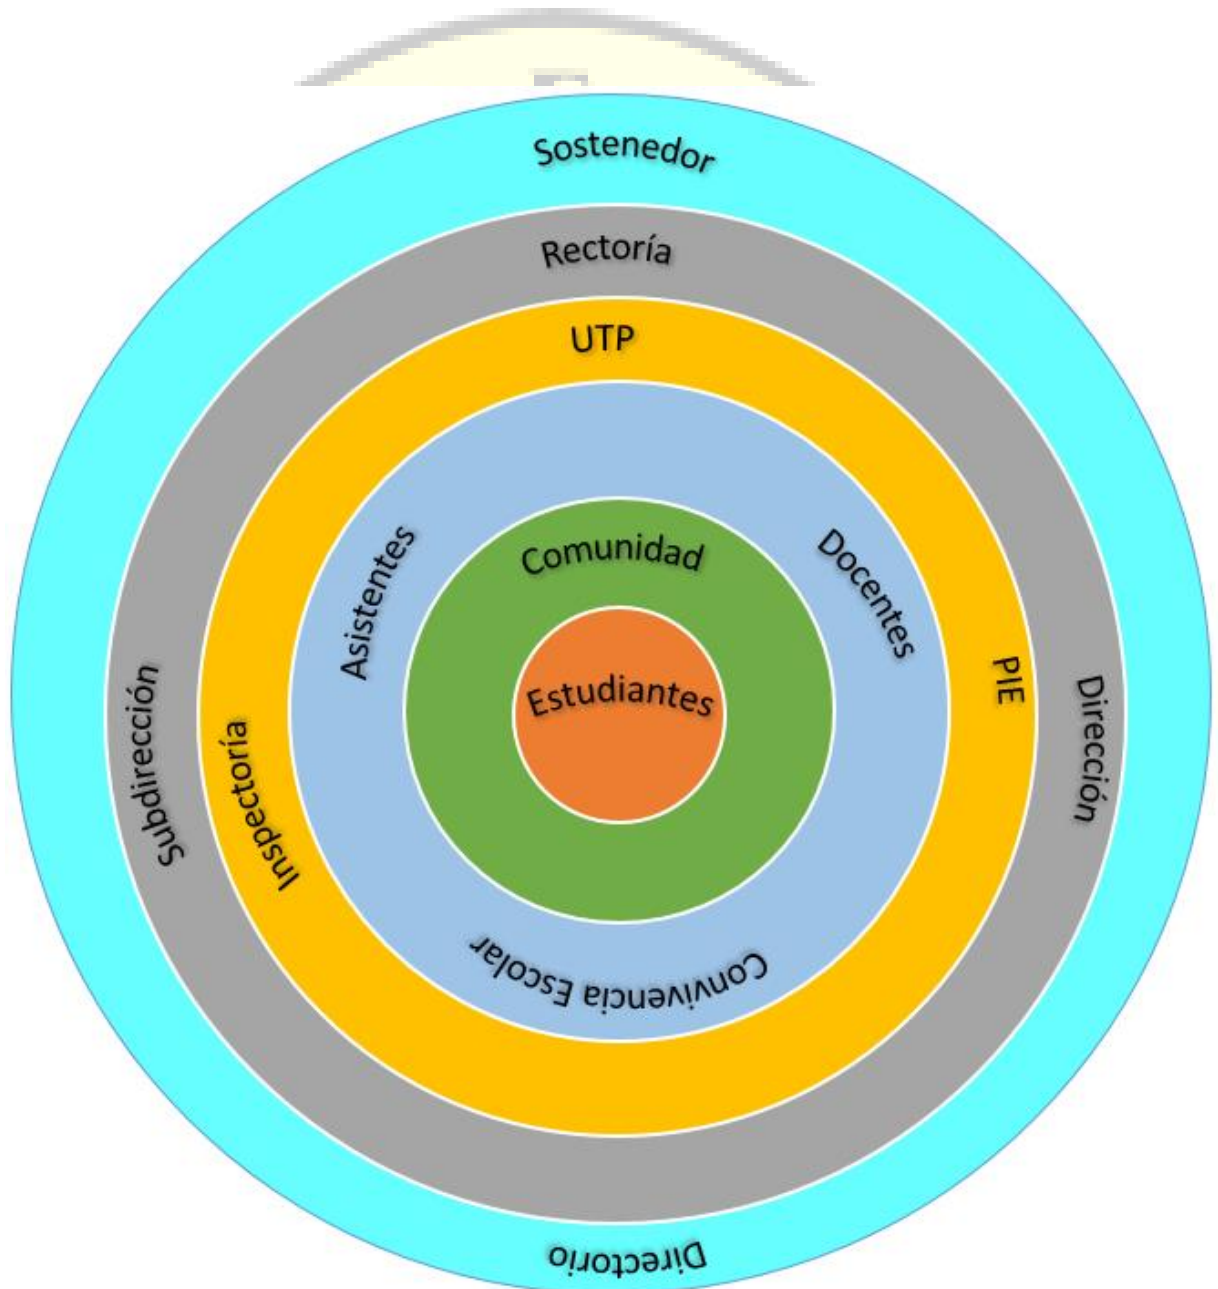 Sostenedor
Rectoría
UTP
Asistentes
Docentes
Comunidad
Estudiantes
PIE
Dirección
Subdirección
Inspectoría
Convivencia Escolar
Directorio